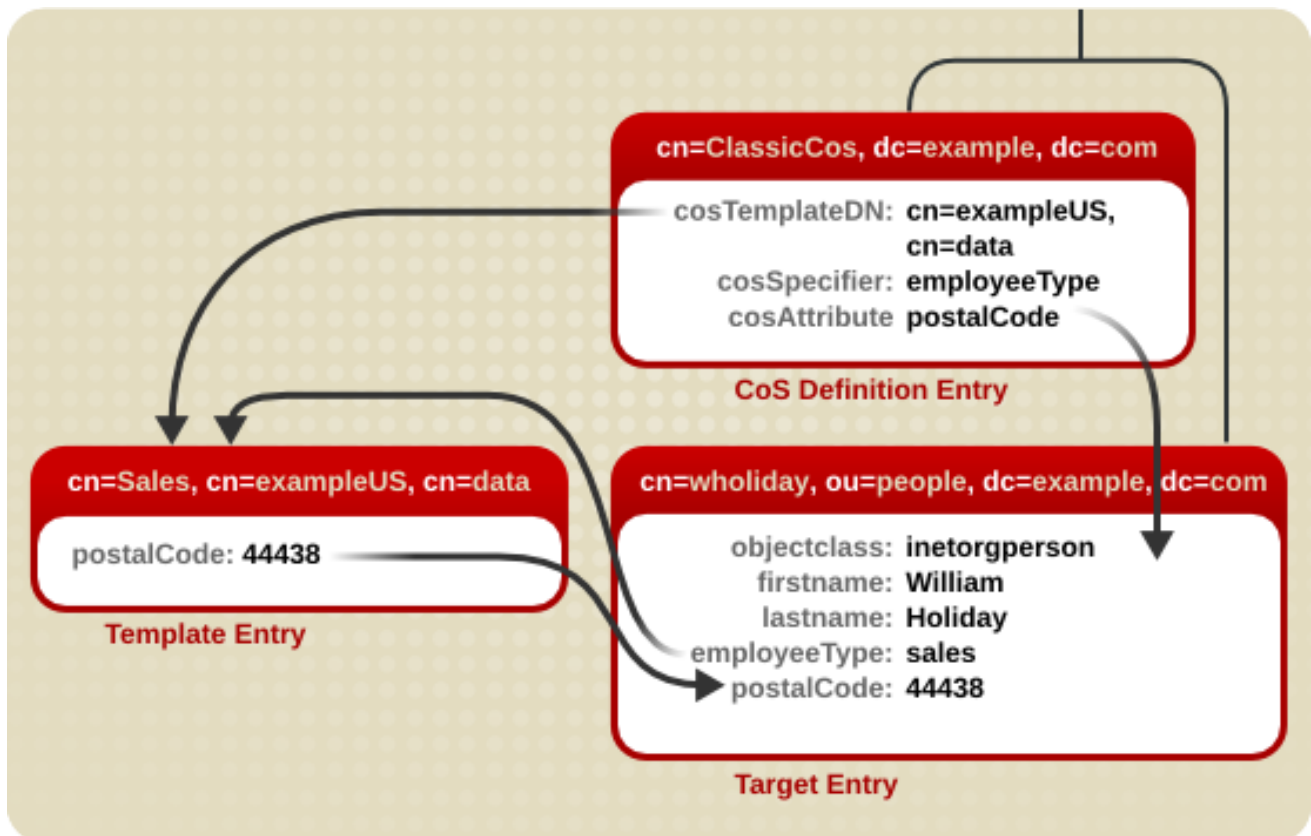 cn=ClassicCos, dc=example, dc=com
cosTemplateDN: cn=exampleUS,
cn=data
cosSpecifier: employeeType
cosAttribute postalCode
CoS Definition Entry
cn=Sales, cn=exampleUS, cn=data
postalCode: 44438
Template Entry
cn=wholiday, ou=people, dc=example, dc=com
objectclass: inetorgperson
firstname: William
lastname: Holiday
employeeType: sales
postalCode: 44438
Target Entry